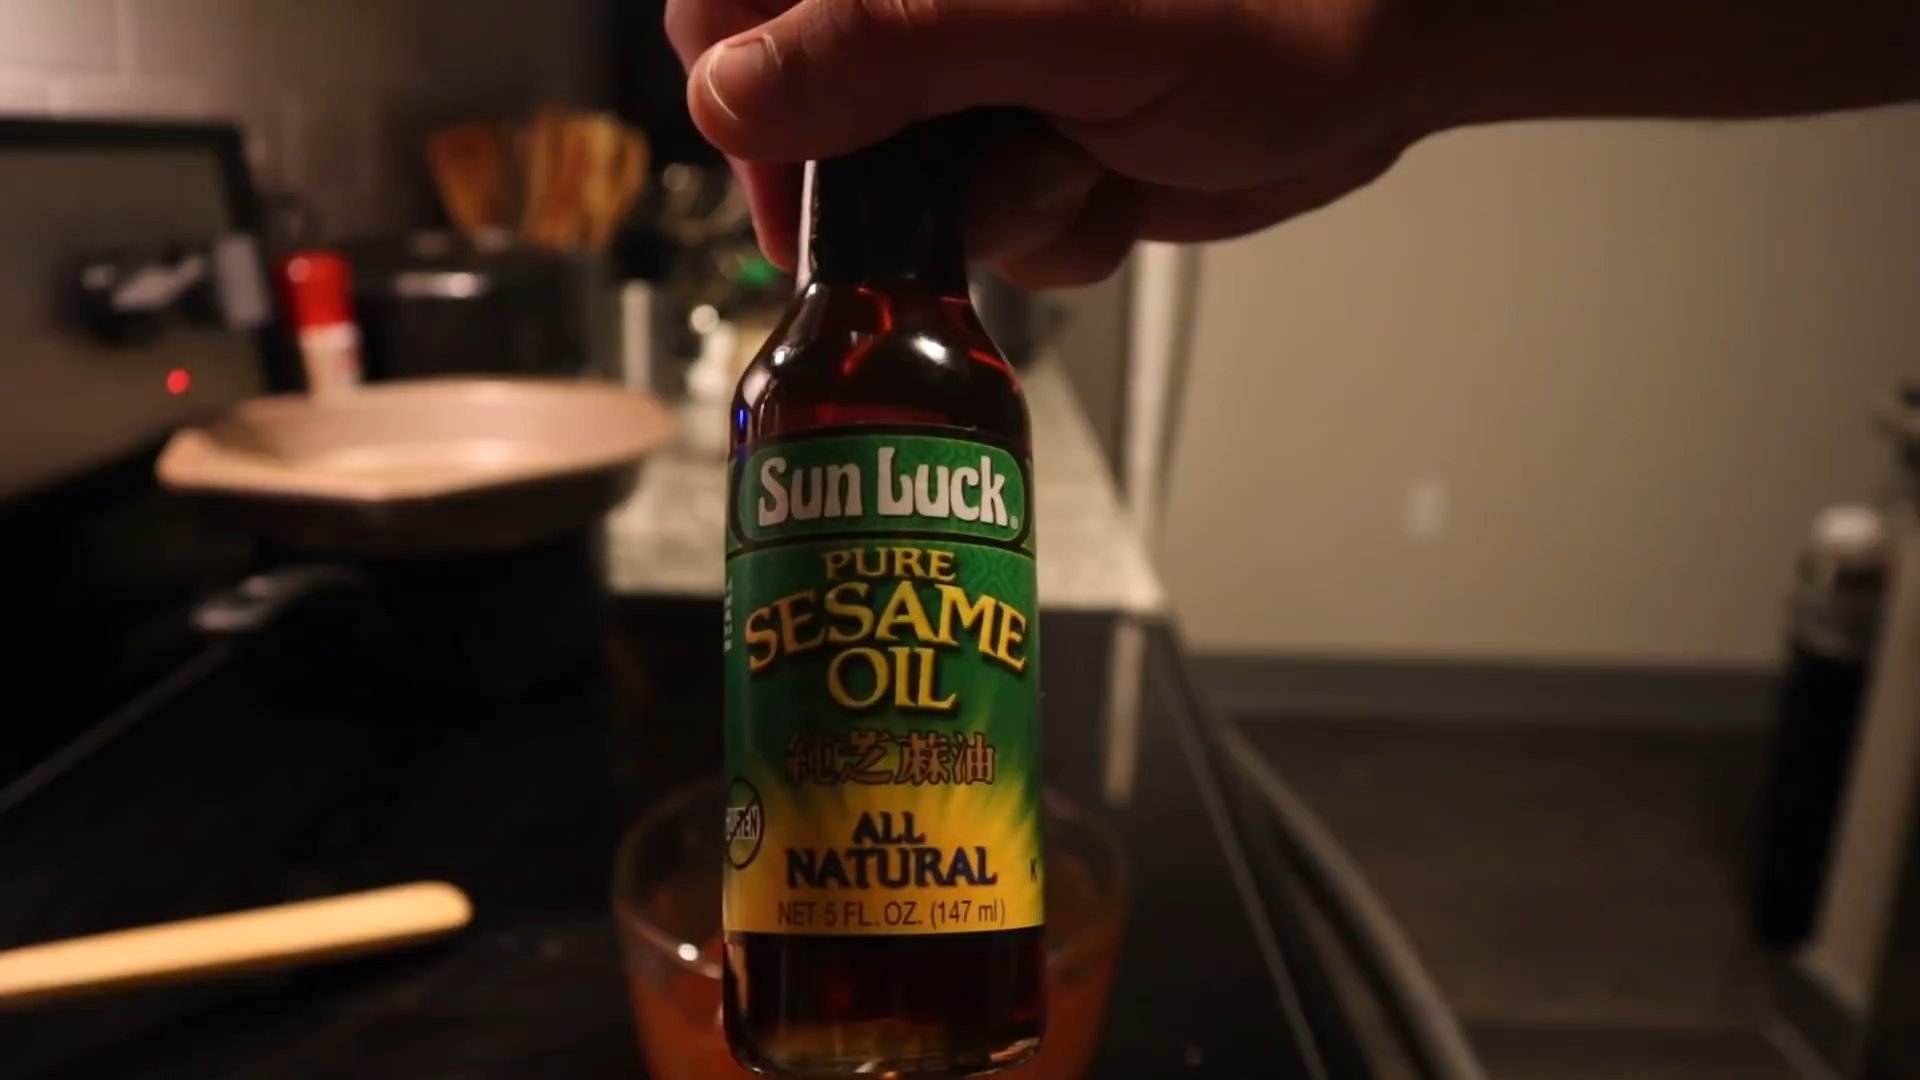 Sun Luck
PURE
SESAME
OIL
純芝蔴油
ALL
NATURAL
NET 5 FL. OZ. (147 ml)
K